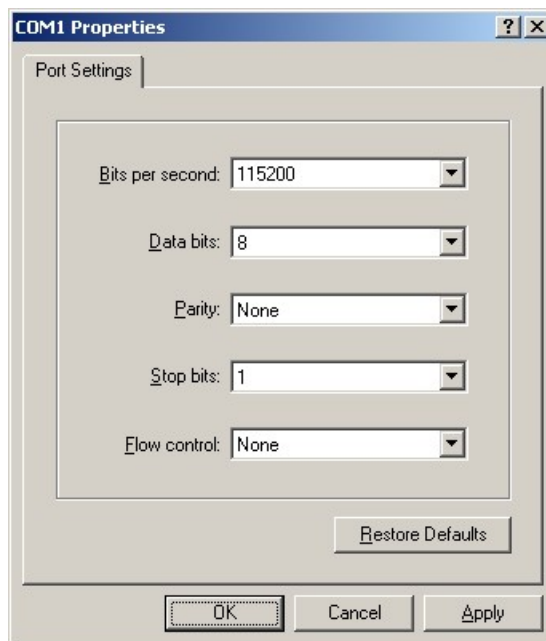 COM1 Properties
Port Settings
Bits per second: 115200
Data bits: 8
Parity: None
Stop bits: 1
Flow control: None
Restore Defaults
OK Cancel Apply